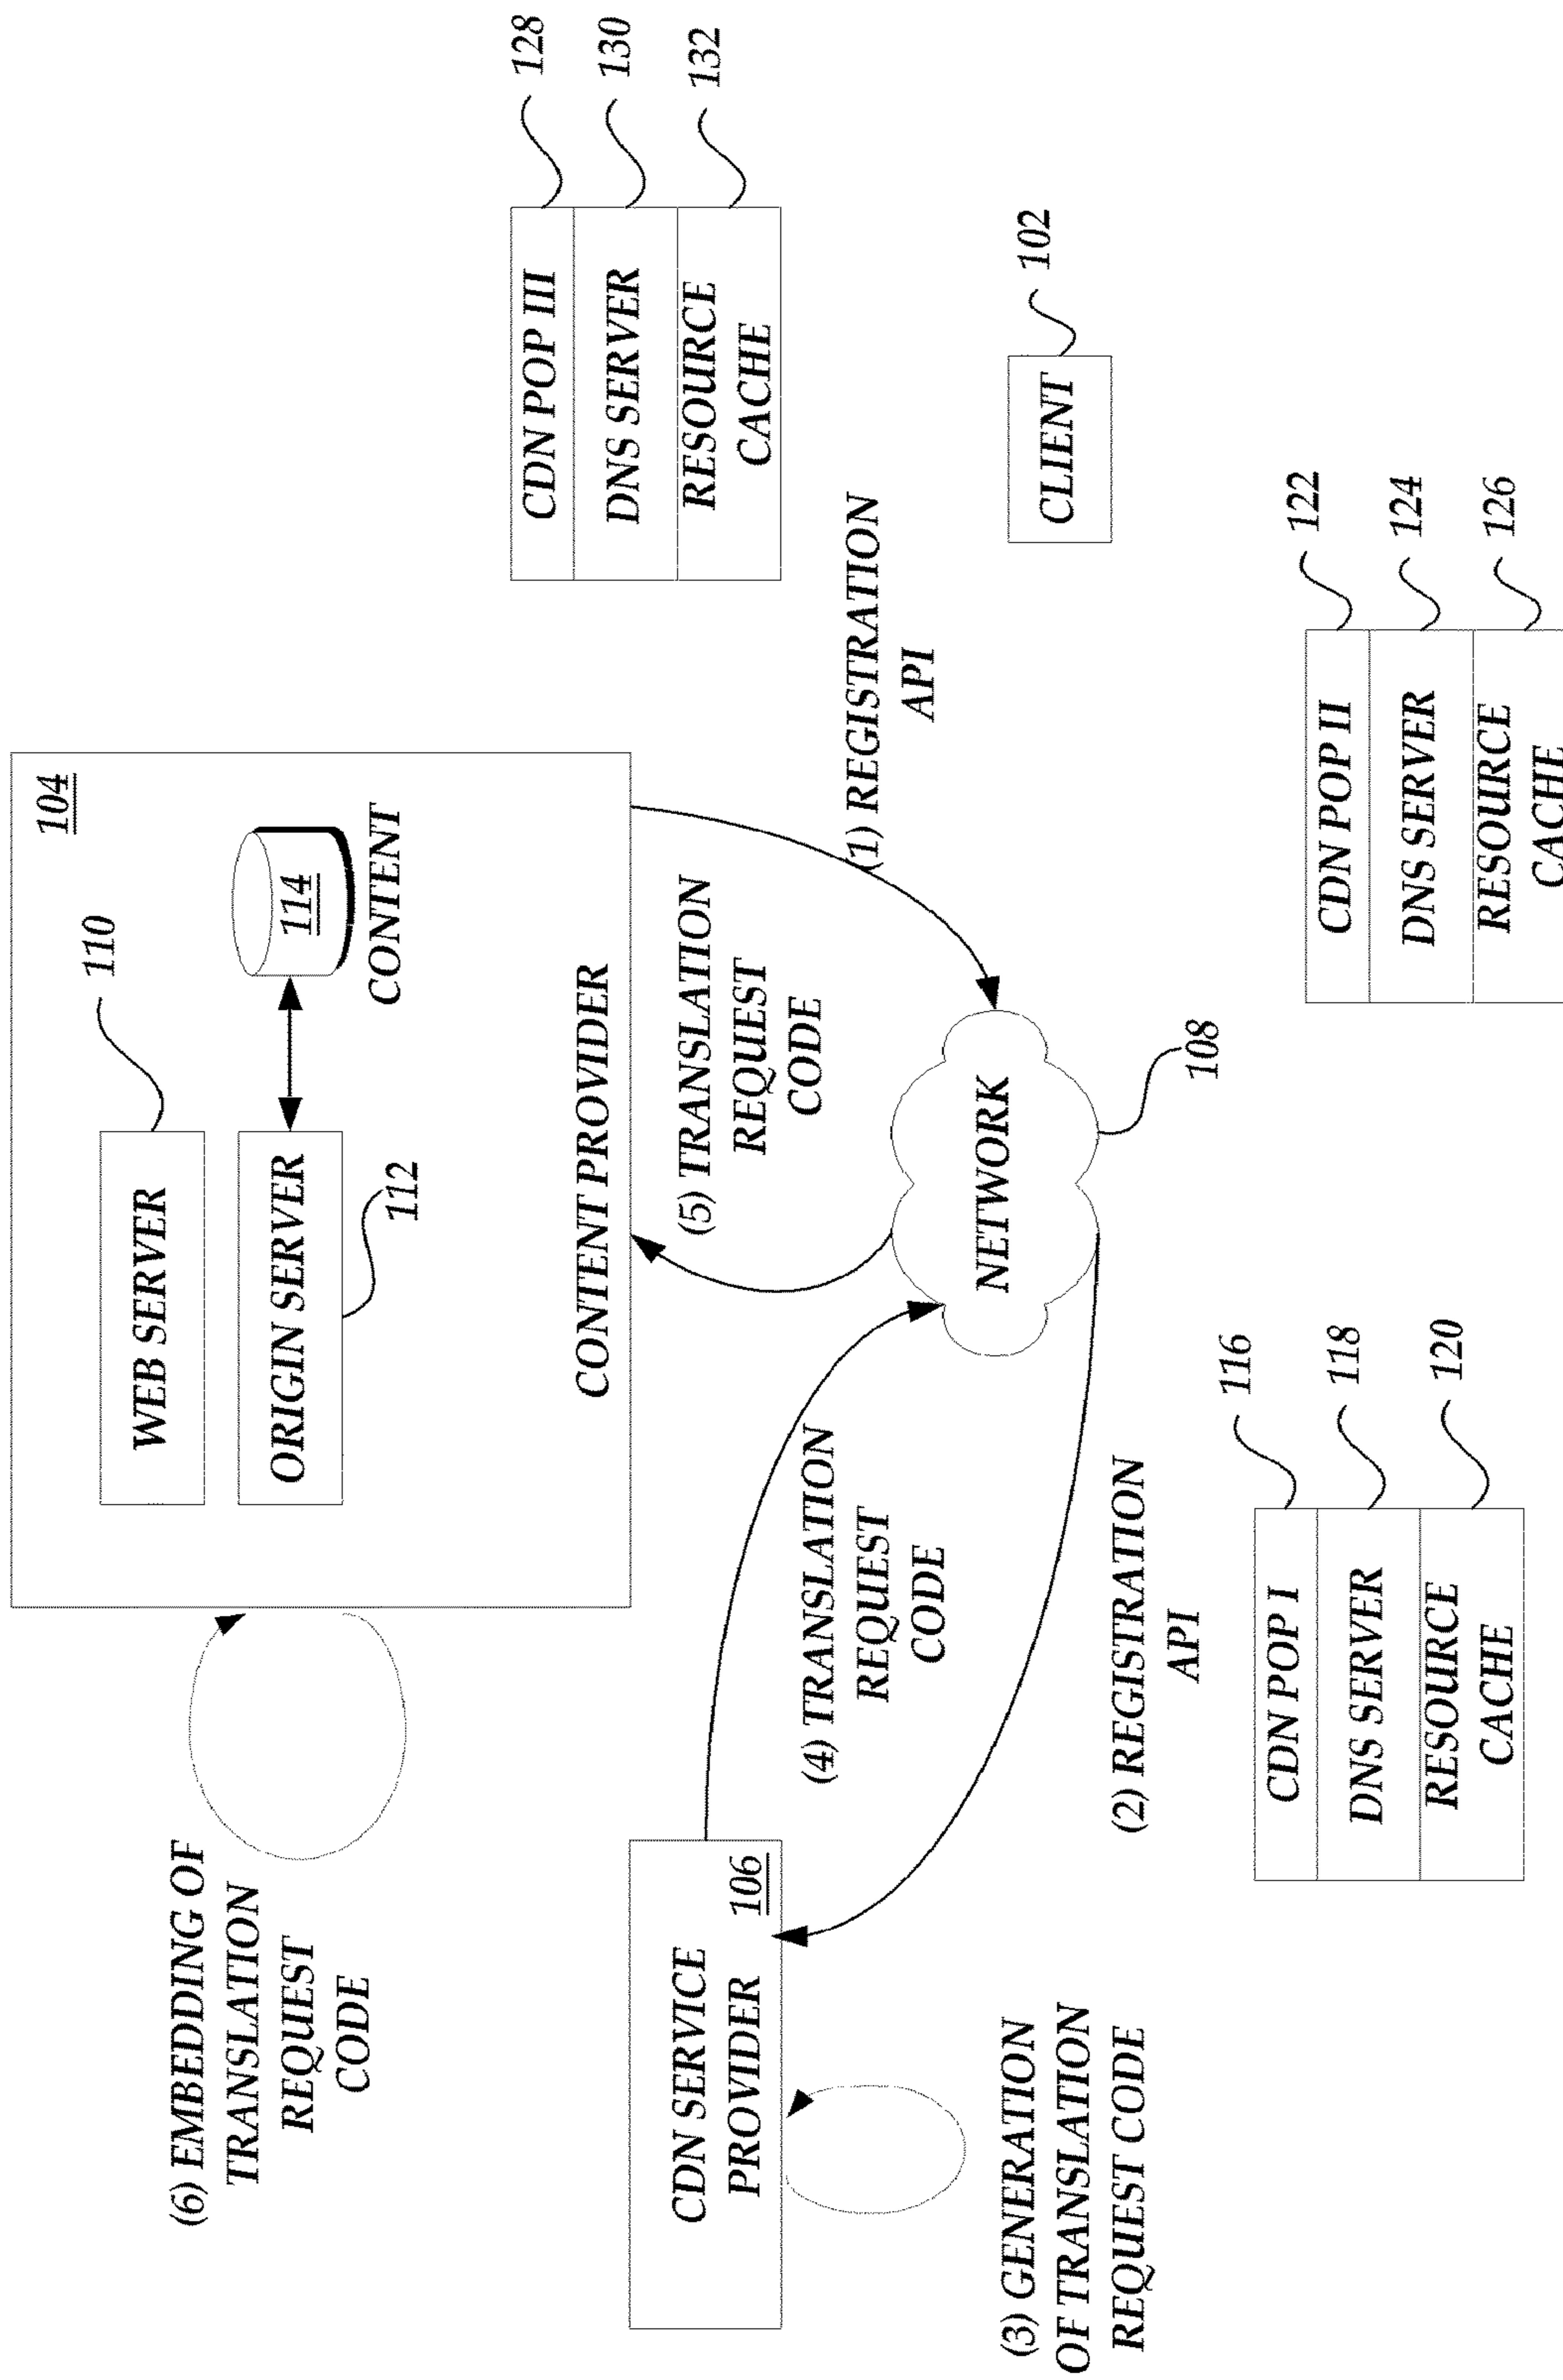 (6) EMBEDDING OF
TRANSLATION
REQUEST
CODE
WEB SERVER
110
104
ORIGIN SERVER
112
114
CONTENT
CONTENT PROVIDER
CDN SERVICE
PROVIDER
106
(3) GENERATION
OF TRANSLATION
REQUEST CODE
(4) TRANSLATION
REQUEST
CODE
(5) TRANSLATION
REQUEST
CODE
(1) REGISTRATION
API
(2) REGISTRATION
API
NETWORK
108
CDN POP III
128
DNS SERVER
130
RESOURCE
CACHE
132
CLIENT
102
CDN POP I
116
DNS SERVER
118
RESOURCE
CACHE
120
CDN POP II
122
DNS SERVER
124
RESOURCE
CACHE
126